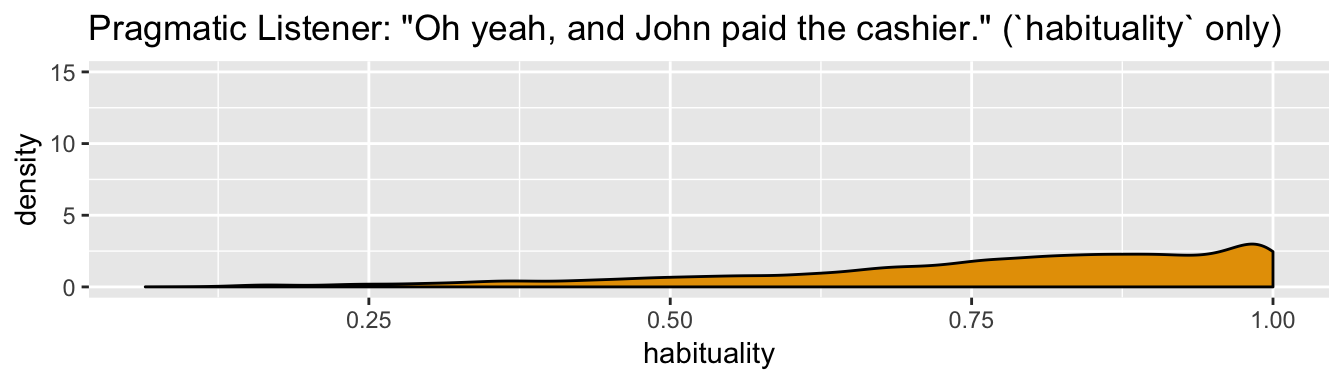 Pragmatic Listener: "Oh yeah, and John paid the cashier." (`habituality` only)
15
10
5
0
density
0.25 0.50 0.75 1.00
habituality